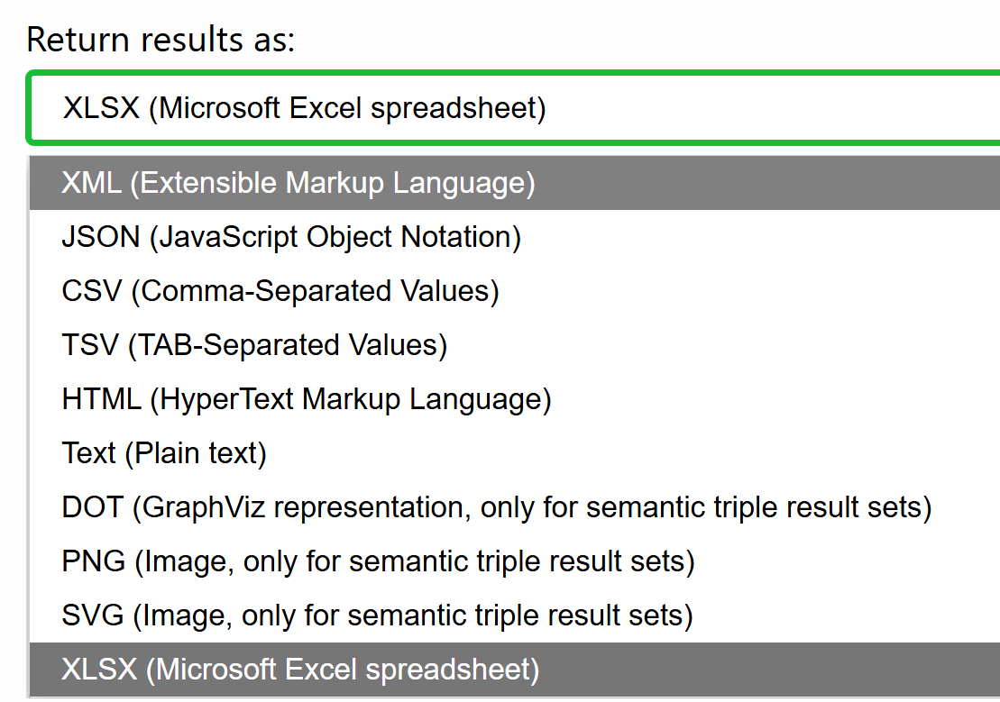 Return results as:
XLSX (Microsoft Excel spreadsheet)
XML (Extensible Markup Language)
JSON (JavaScript Object Notation)
CSV (Comma-Separated Values)
TSV (TAB-Separated Values)
HTML (HyperText Markup Language)
Text (Plain text)
DOT (GraphViz representation, only for semantic triple result sets)
PNG (Image, only for semantic triple result sets)
SVG (Image, only for semantic triple result sets)
XLSX (Microsoft Excel spreadsheet)